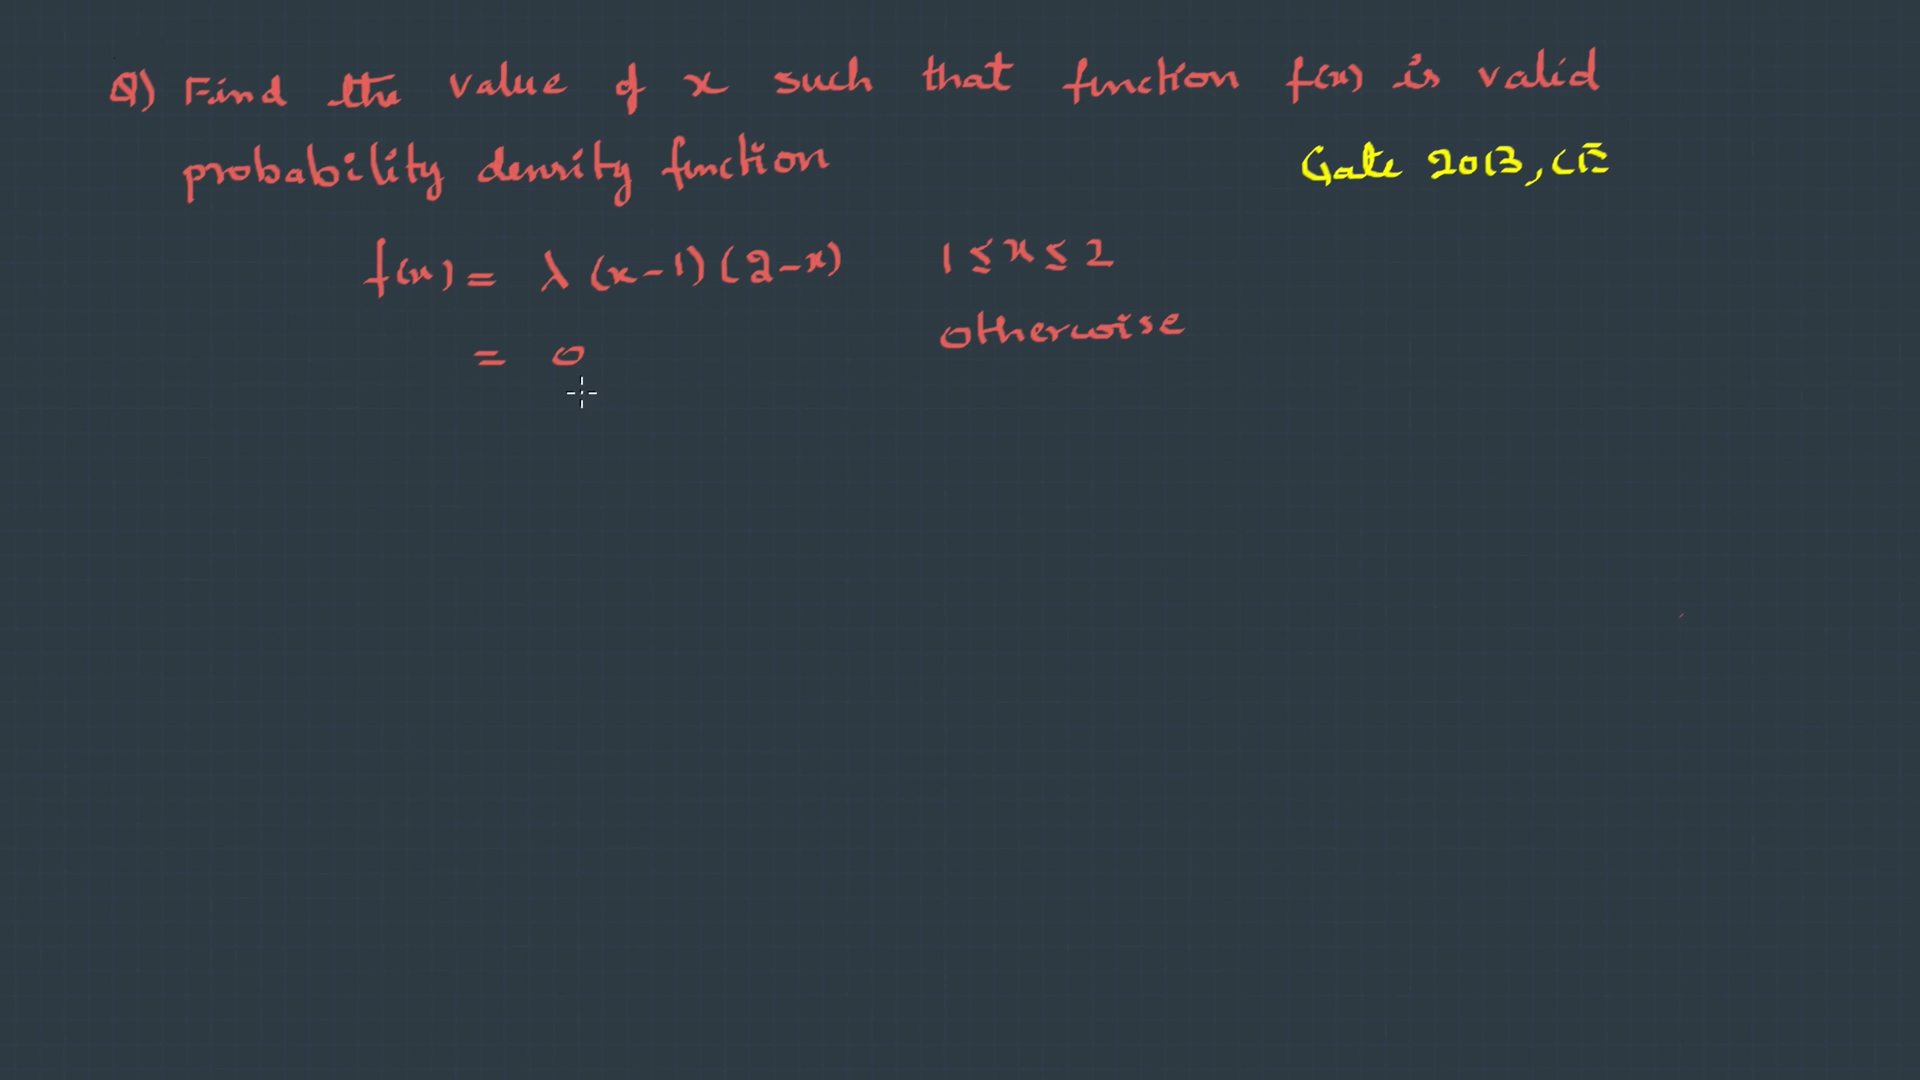 Q) Find the value of x such that function f(x) is valid
probability density function Gate 2013, CE
f(x) = λ (x-1) (2-x) 1 ≤ x ≤ 2
= 0 otherwise